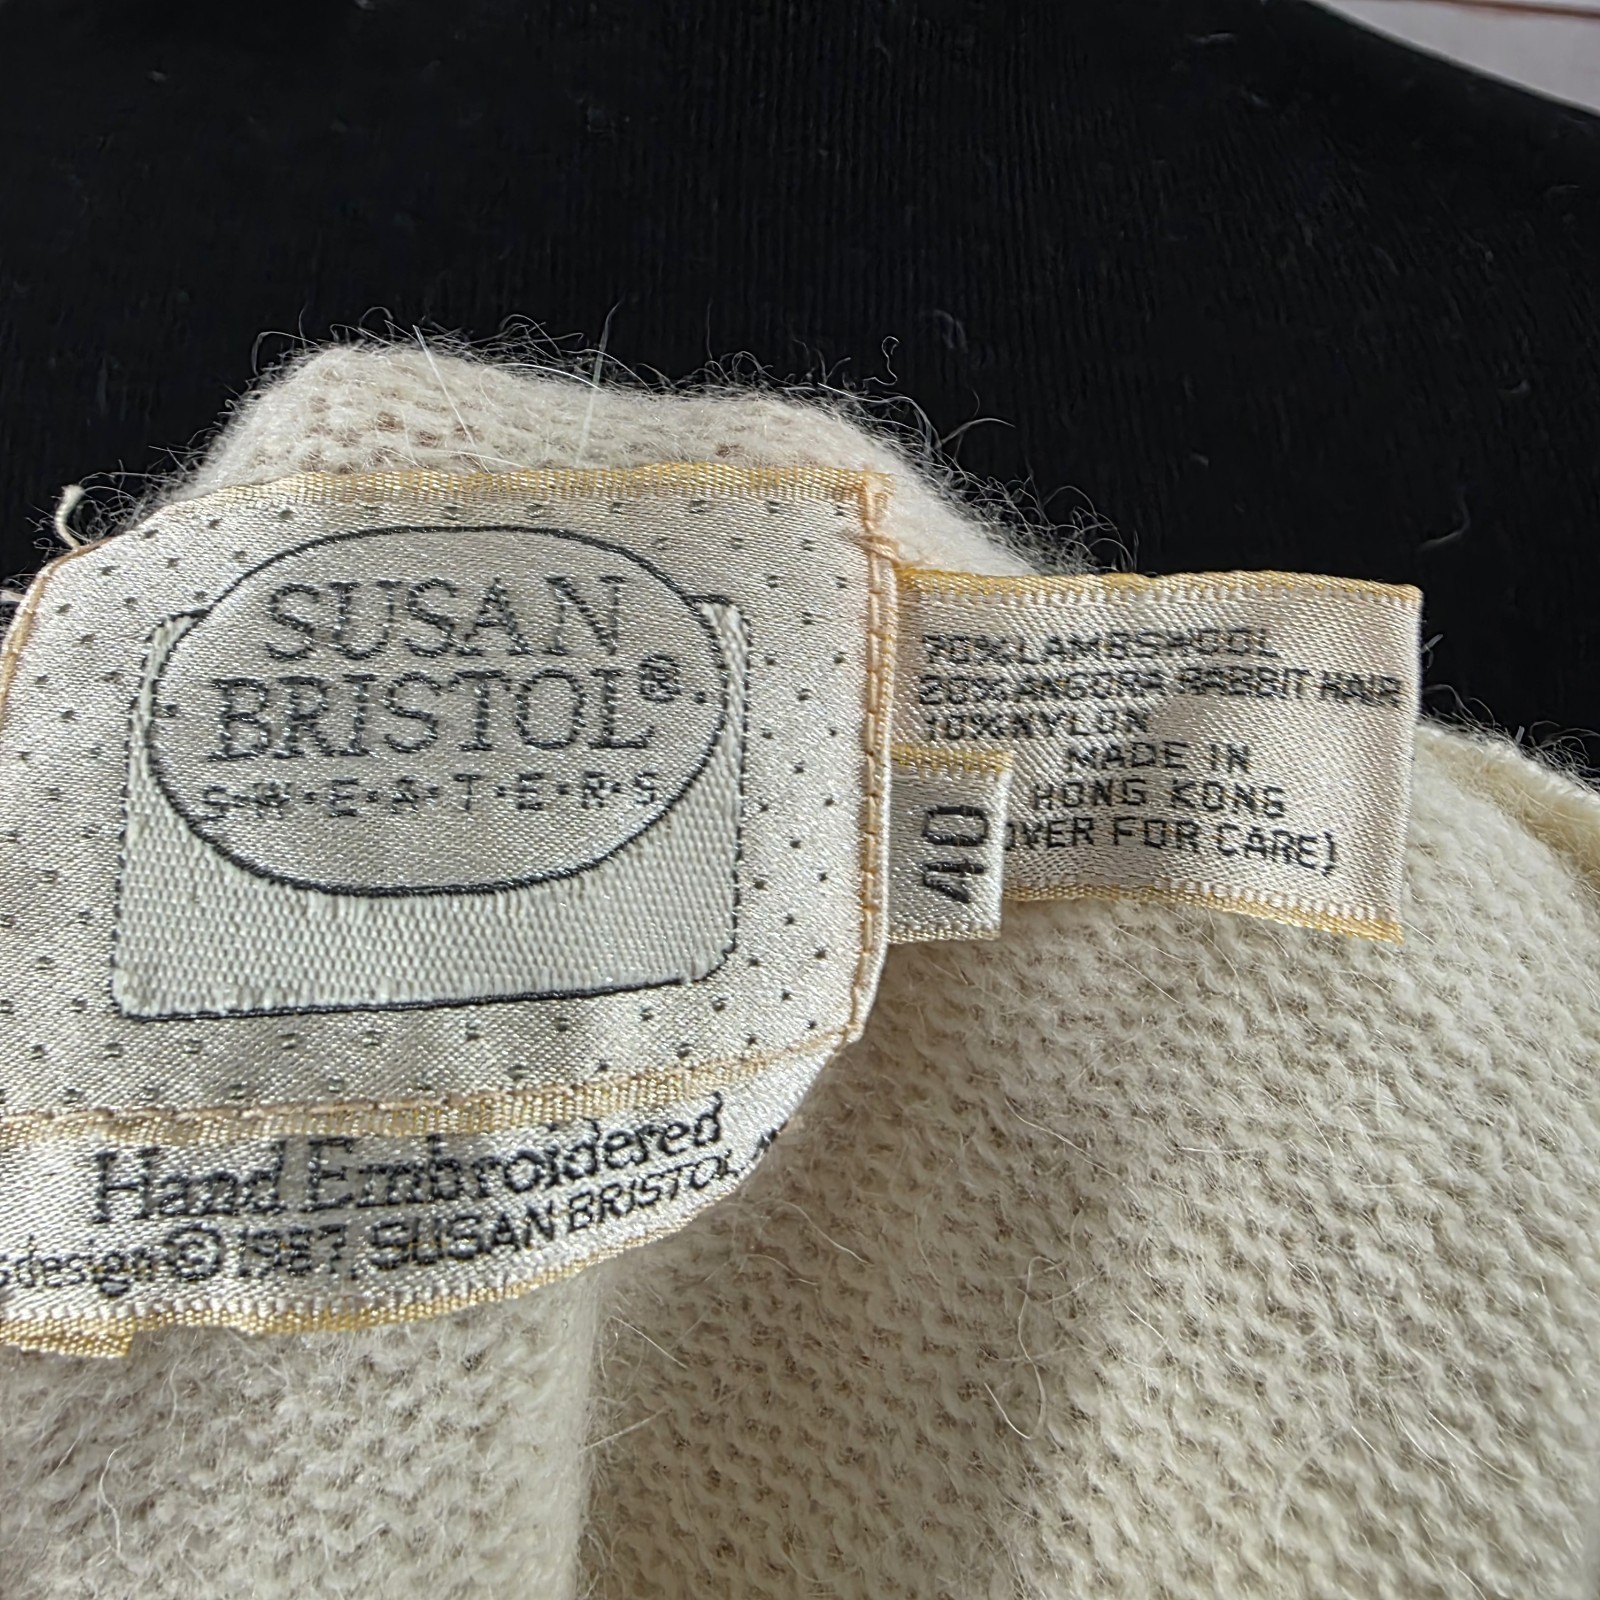 SUSAN
BRISTOL®
S·W·E·A·T·E·R·S
70% LAMBSWOOL
20% ANGORA RABBIT HAIR
10% NYLON
MADE IN
HONG KONG
OVER FOR CARE)
40
Hand Embroidered
design © 1987, SUSAN BRISTOL